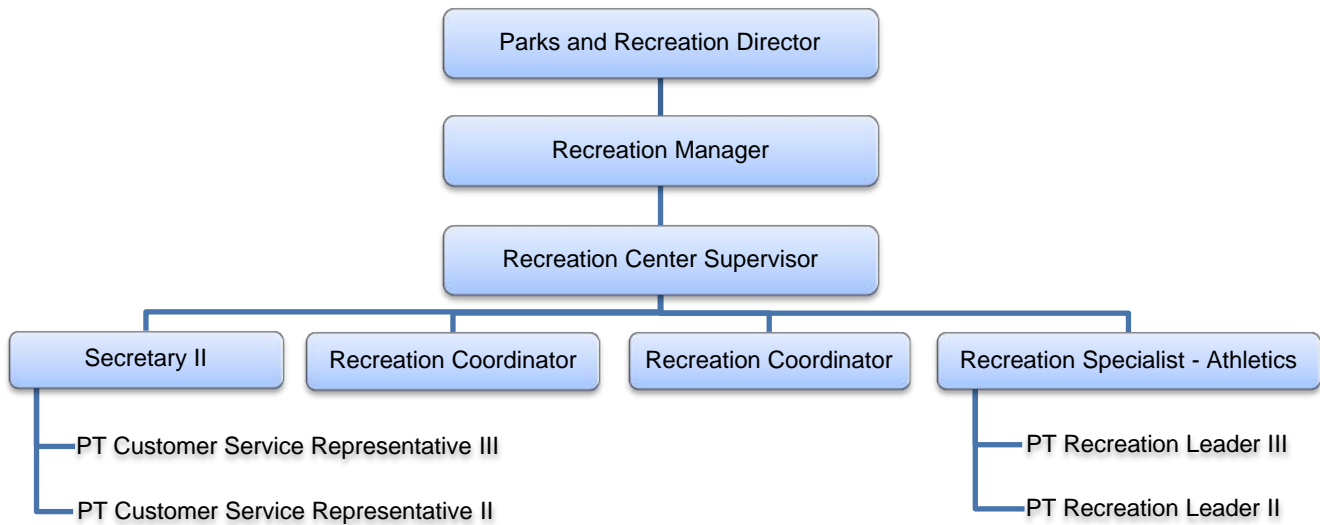 Parks and Recreation Director
Recreation Manager
Recreation Center Supervisor
Secretary II
Recreation Coordinator
Recreation Coordinator
Recreation Specialist - Athletics
PT Customer Service Representative III
PT Recreation Leader III
PT Customer Service Representative II
PT Recreation Leader II